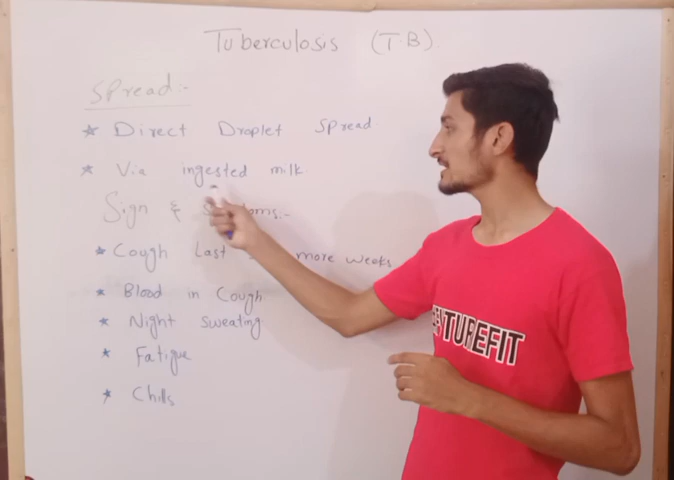 Tuberculosis (T.B)
Spread:-
* Direct Droplet Spread
* Via ingested milk
Sign &
* Cough Last more weeks
* Blood in Cough
* Night Sweating
* Fatigue
* Chills
TUREFIT